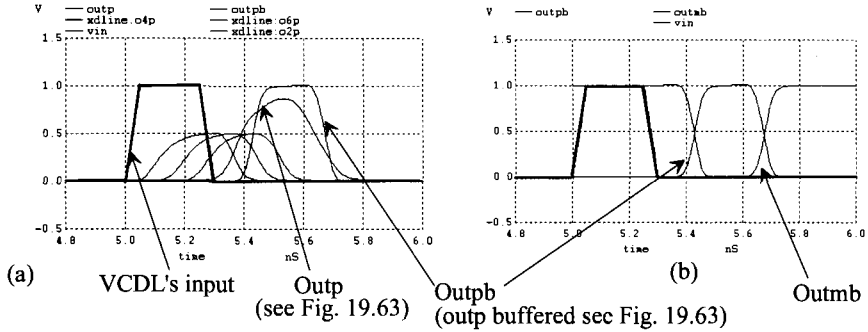 V
outp
outpb
xdline:o4p
xdline:o6p
vin
xdline:o2p
1.0
0.5
0.0
-0.5
4.8 5.0 5.2 5.4 5.6 5.8 6.0
time nS
(a)
VCDL's input
Outp
(see Fig. 19.63)
V
outpb
outmb
vin
1.5
1.0
0.5
0.0
-0.5
4.8 5.0 5.2 5.4 5.6 5.8 6.0
time nS
(b)
Outpb
(outp buffered sec Fig. 19.63)
Outmb